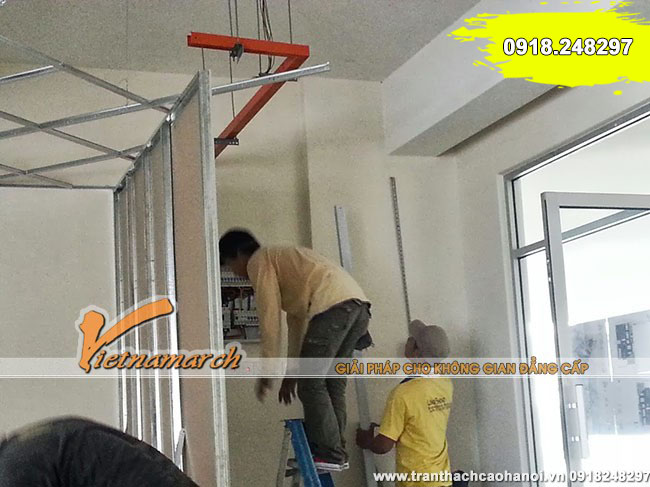 0918.248297
Vietnamarch
GIẢI PHÁP CHO KHÔNG GIAN ĐẲNG CẤP
www.tranthachcaohanoi.vn 0918248297